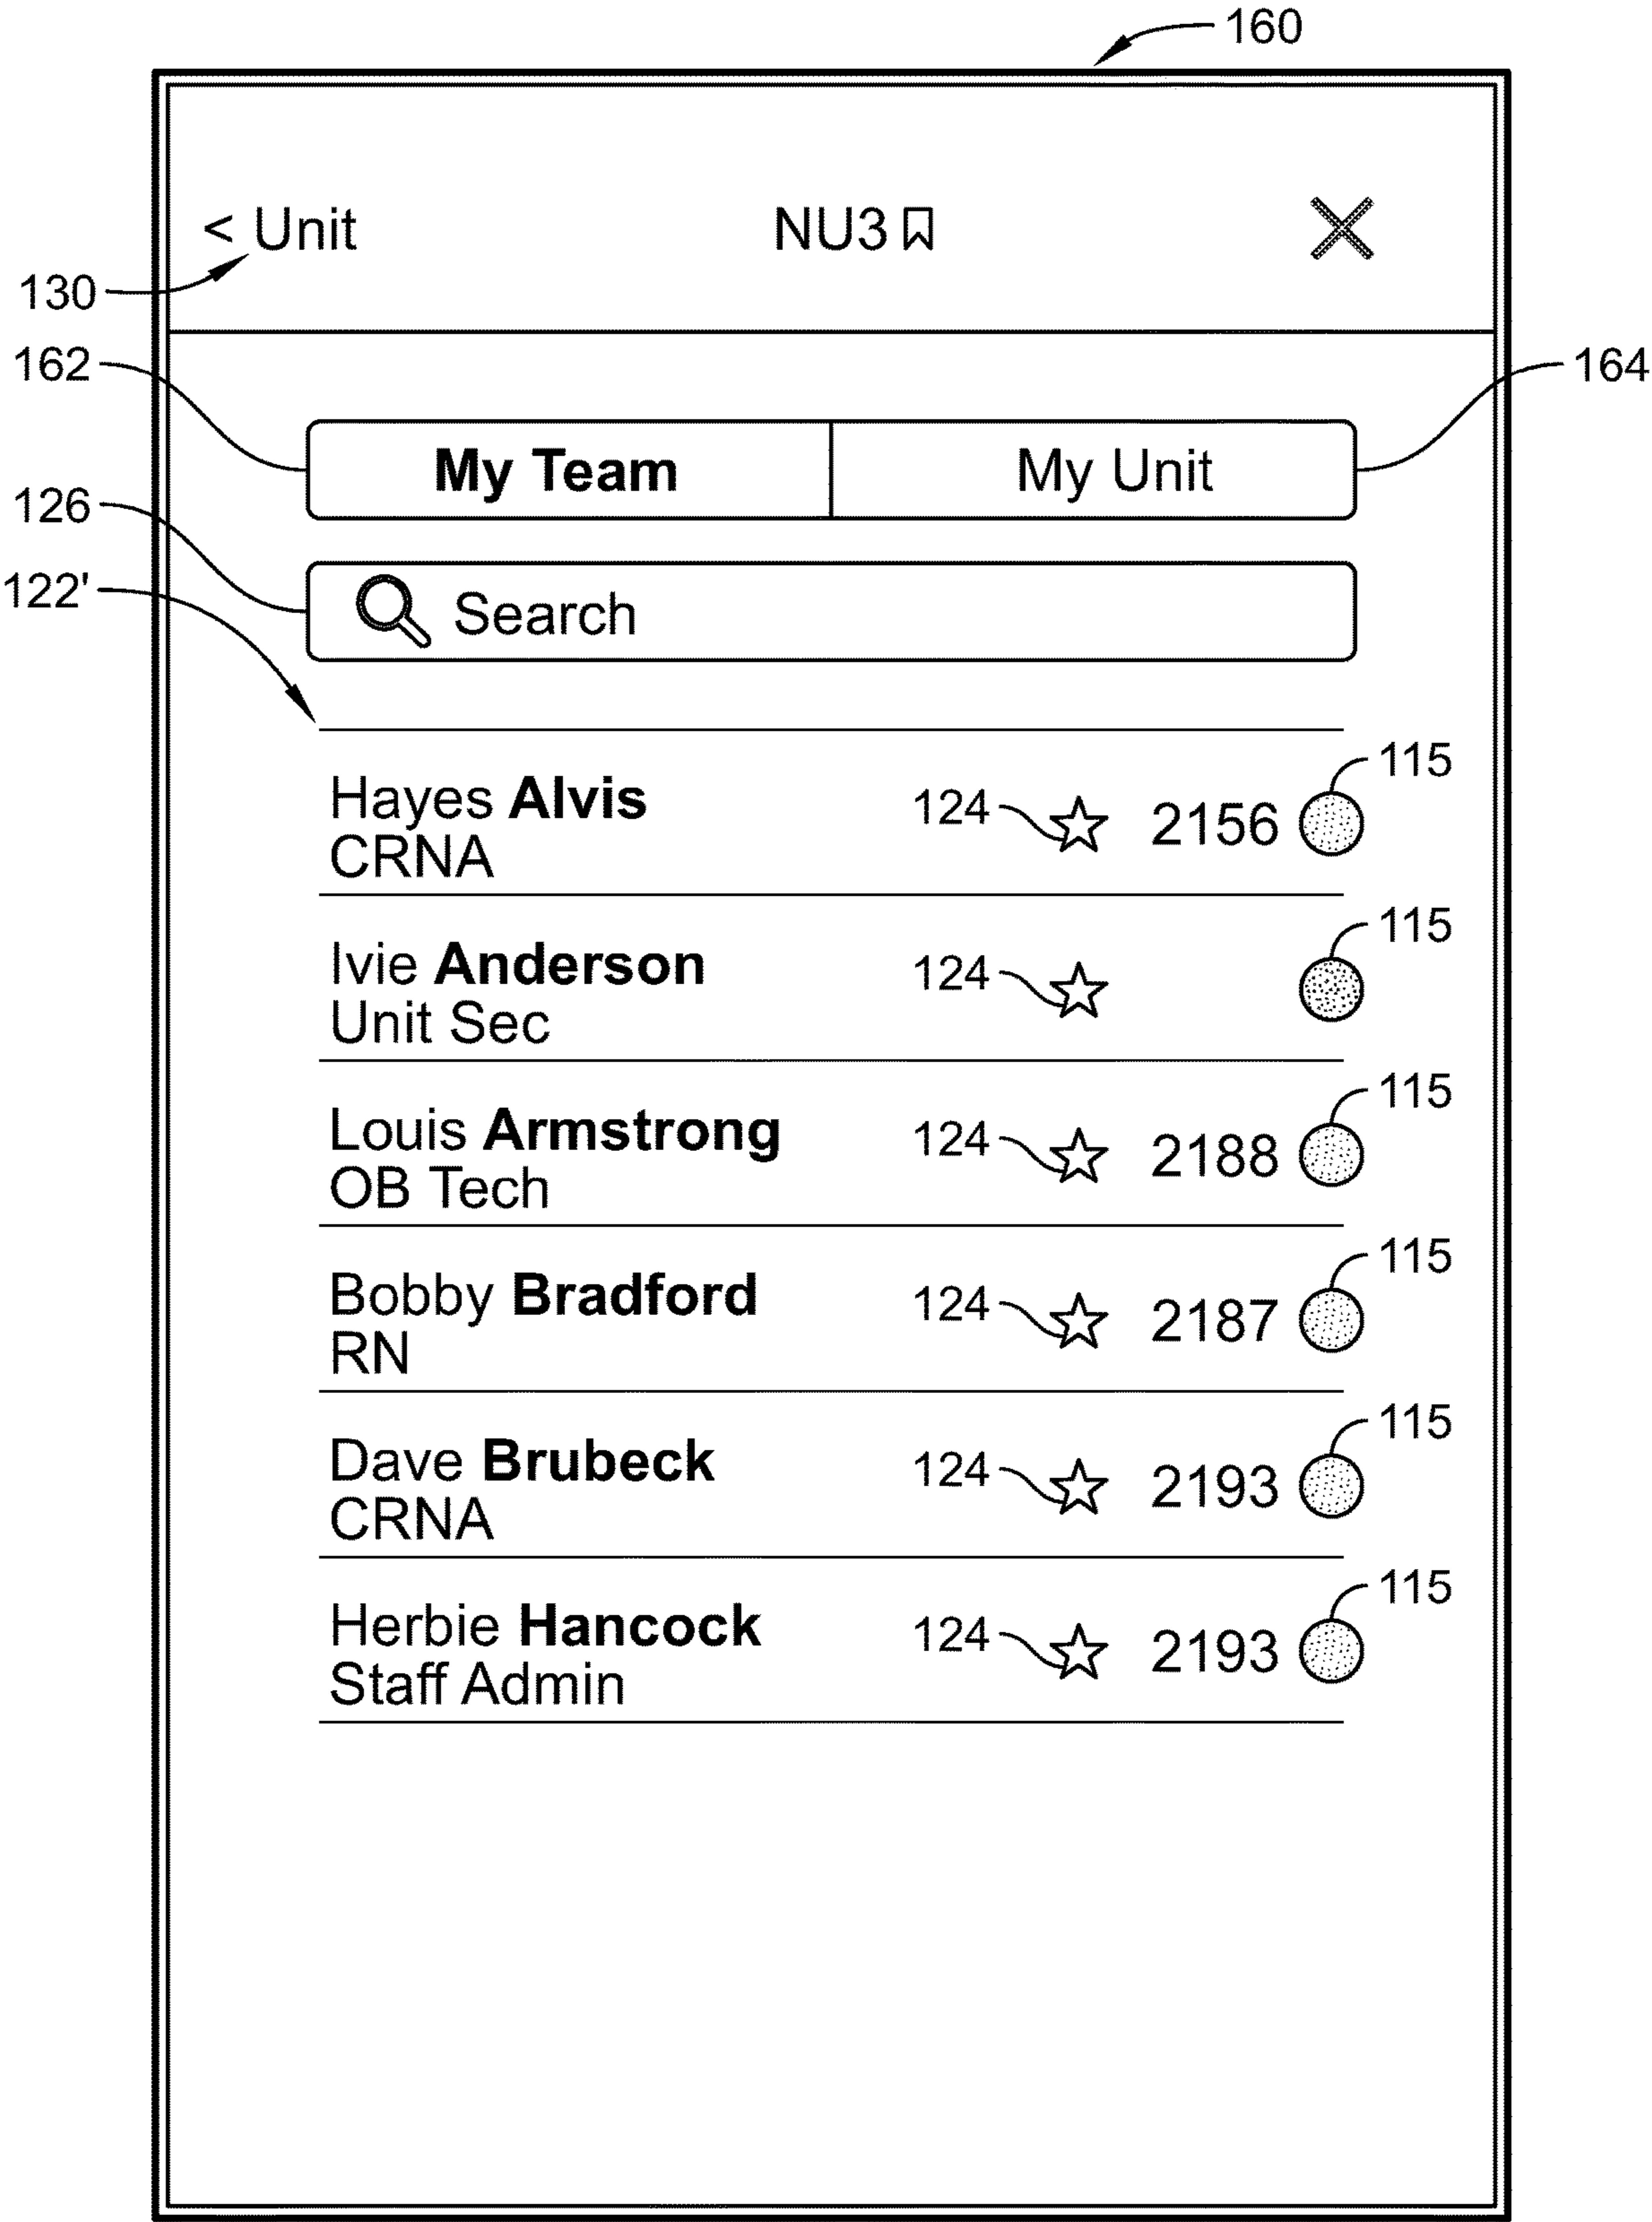 160
< Unit NU3
130
162
164
My Team My Unit
126
122'
Search
115
Hayes Alvis 124 2156
CRNA
115
Ivie Anderson 124
Unit Sec
115
Louis Armstrong 124 2188
OB Tech
115
Bobby Bradford 124 2187
RN
115
Dave Brubeck 124 2193
CRNA
115
Herbie Hancock 124 2193
Staff Admin